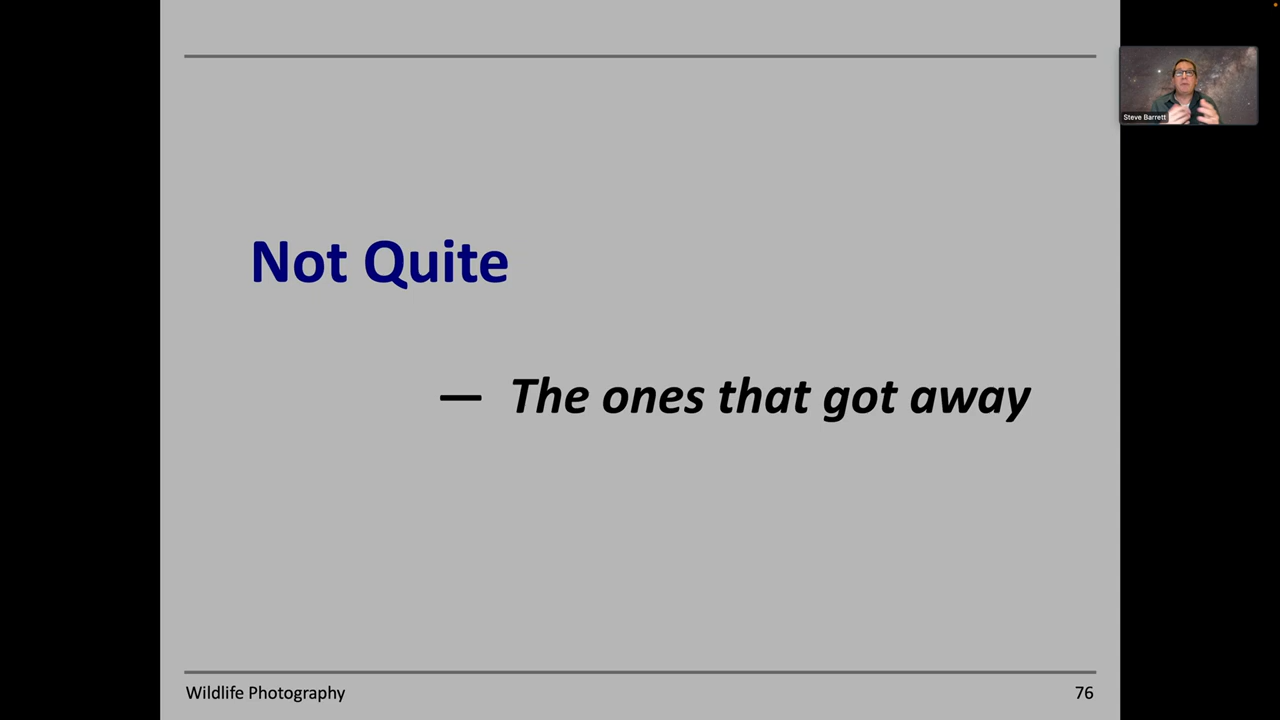 Steve Barrett
Not Quite
— The ones that got away
Wildlife Photography
76